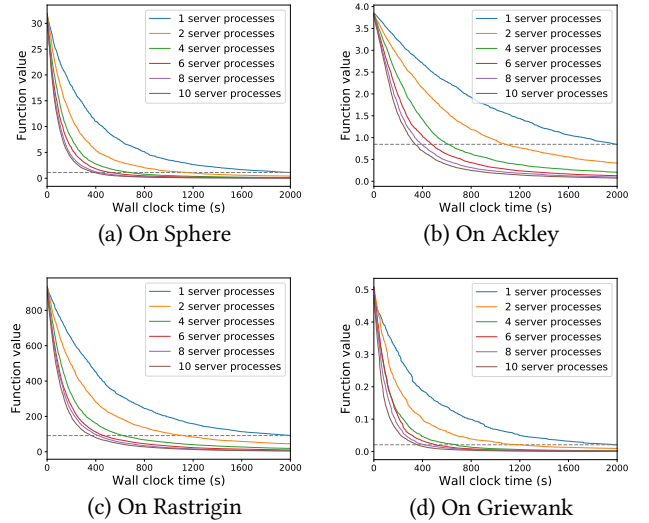 30
25
20
15
10
5
0
Function value
1 server processes
2 server processes
4 server processes
6 server processes
8 server processes
10 server processes
0 400 800 1200 1600 2000
Wall clock time (s)
(a) On Sphere
4.0
3.5
3.0
2.5
2.0
1.5
1.0
0.5
0.0
Function value
1 server processes
2 server processes
4 server processes
6 server processes
8 server processes
10 server processes
0 400 800 1200 1600 2000
Wall clock time (s)
(b) On Ackley
800
600
400
200
0
Function value
1 server processes
2 server processes
4 server processes
6 server processes
8 server processes
10 server processes
0 400 800 1200 1600 2000
Wall clock time (s)
(c) On Rastrigin
0.5
0.4
0.3
0.2
0.1
0.0
Function value
1 server processes
2 server processes
4 server processes
6 server processes
8 server processes
10 server processes
0 400 800 1200 1600 2000
Wall clock time (s)
(d) On Griewank